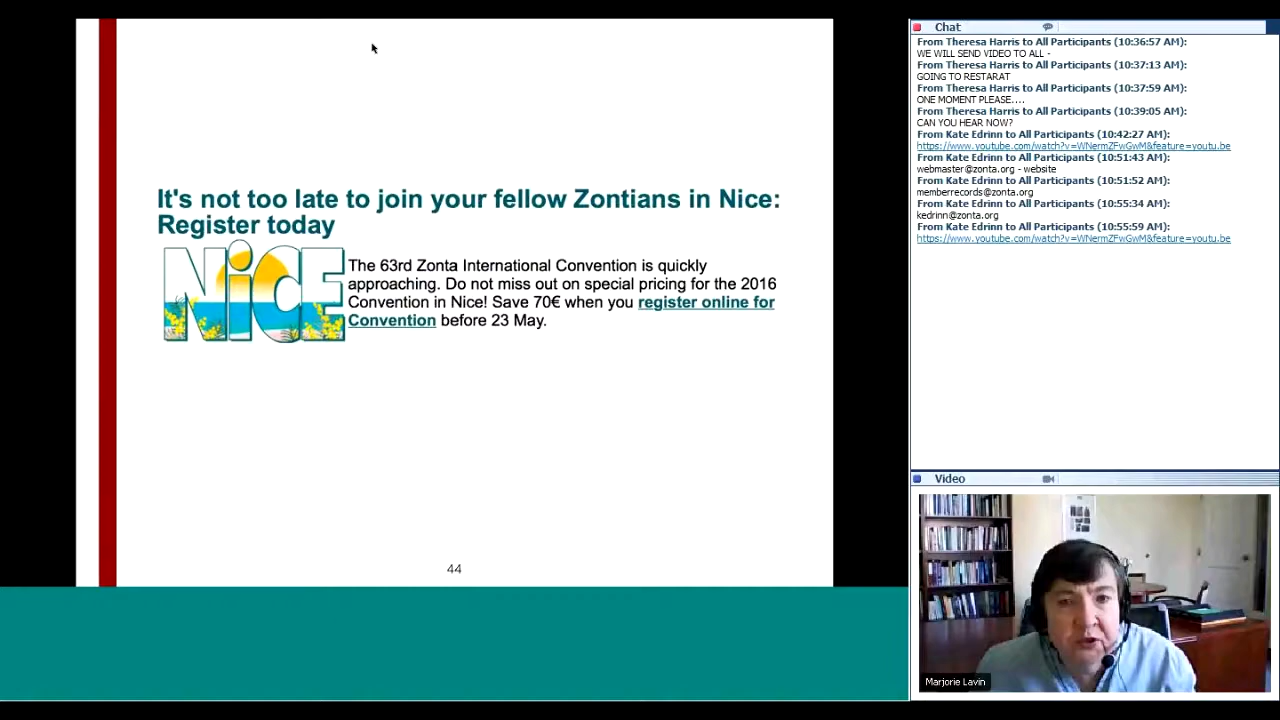 It's not too late to join your fellow Zontians in Nice:
Register today
NiCE
The 63rd Zonta International Convention is quickly
approaching. Do not miss out on special pricing for the 2016
Convention in Nice! Save 70€ when you register online for
Convention before 23 May.
44
Chat
From Theresa Harris to All Participants (10:36:57 AM):
WE WILL SEND VIDEO TO ALL -
From Theresa Harris to All Participants (10:37:13 AM):
GOING TO RESTARAT
From Theresa Harris to All Participants (10:37:59 AM):
ONE MOMENT PLEASE....
From Theresa Harris to All Participants (10:39:05 AM):
CAN YOU HEAR NOW?
From Kate Edrinn to All Participants (10:42:27 AM):
https://www.youtube.com/watch?v=WNermZFwGwM&feature=youtu.be
From Kate Edrinn to All Participants (10:51:43 AM):
webmaster@zonta.org - website
From Kate Edrinn to All Participants (10:51:52 AM):
memberrecords@zonta.org
From Kate Edrinn to All Participants (10:55:34 AM):
kedrinn@zonta.org
From Kate Edrinn to All Participants (10:55:59 AM):
https://www.youtube.com/watch?v=WNermZFwGwM&feature=youtu.be
Video
Marjorie Lavin